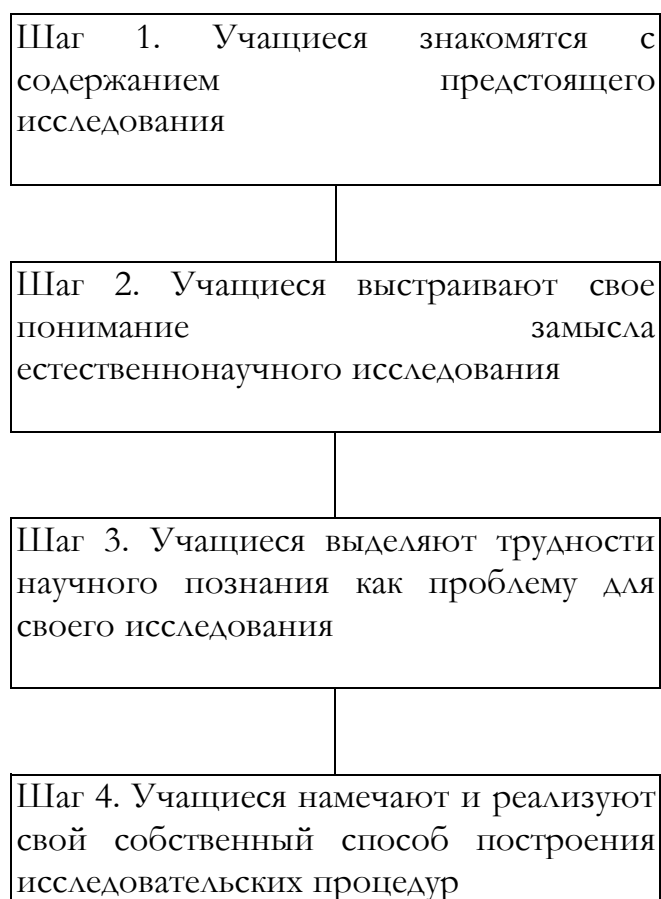 Шаг 1. Учащиеся знакомятся с
содержанием предстоящего
исследования
Шаг 2. Учащиеся выстраивают свое
понимание замысла
естественнонаучного исследования
Шаг 3. Учащиеся выделяют трудности
научного познания как проблему для
своего исследования
Шаг 4. Учащиеся намечают и реализуют
свой собственный способ построения
исследовательских процедур